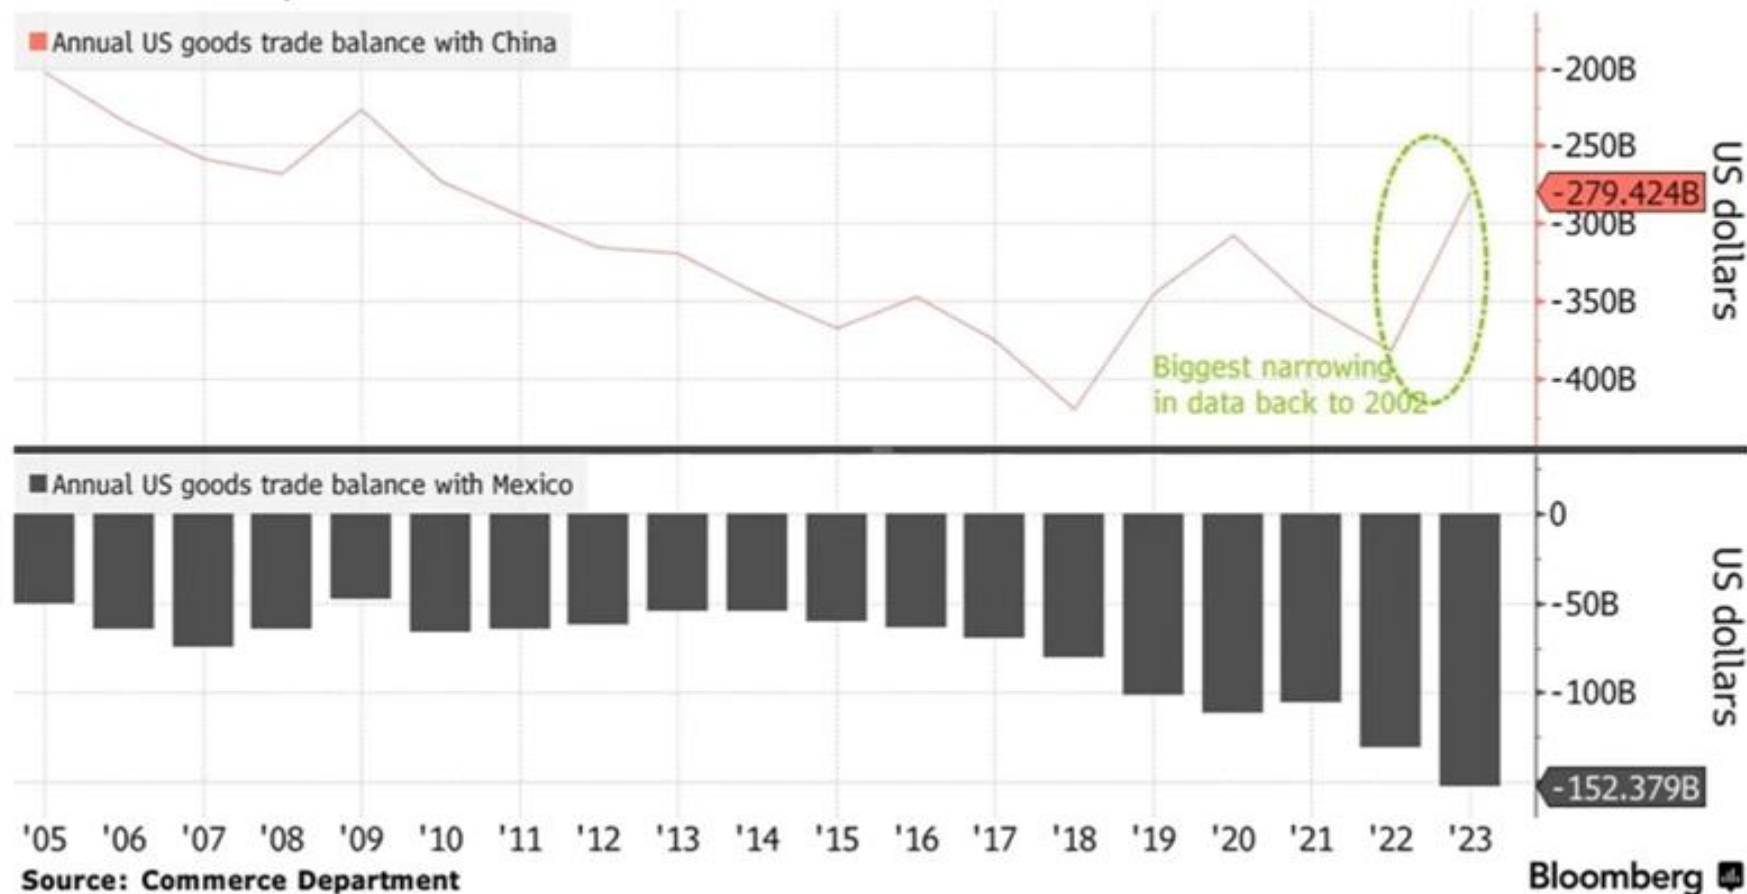 Annual US goods trade balance with China
-200B
-250B
-279.424B
-300B
-350B
-400B
US dollars
Biggest narrowing
in data back to 2002
Annual US goods trade balance with Mexico
0
-50B
-100B
-152.379B
US dollars
'05 '06 '07 '08 '09 '10 '11 '12 '13 '14 '15 '16 '17 '18 '19 '20 '21 '22 '23
Source: Commerce Department
Bloomberg